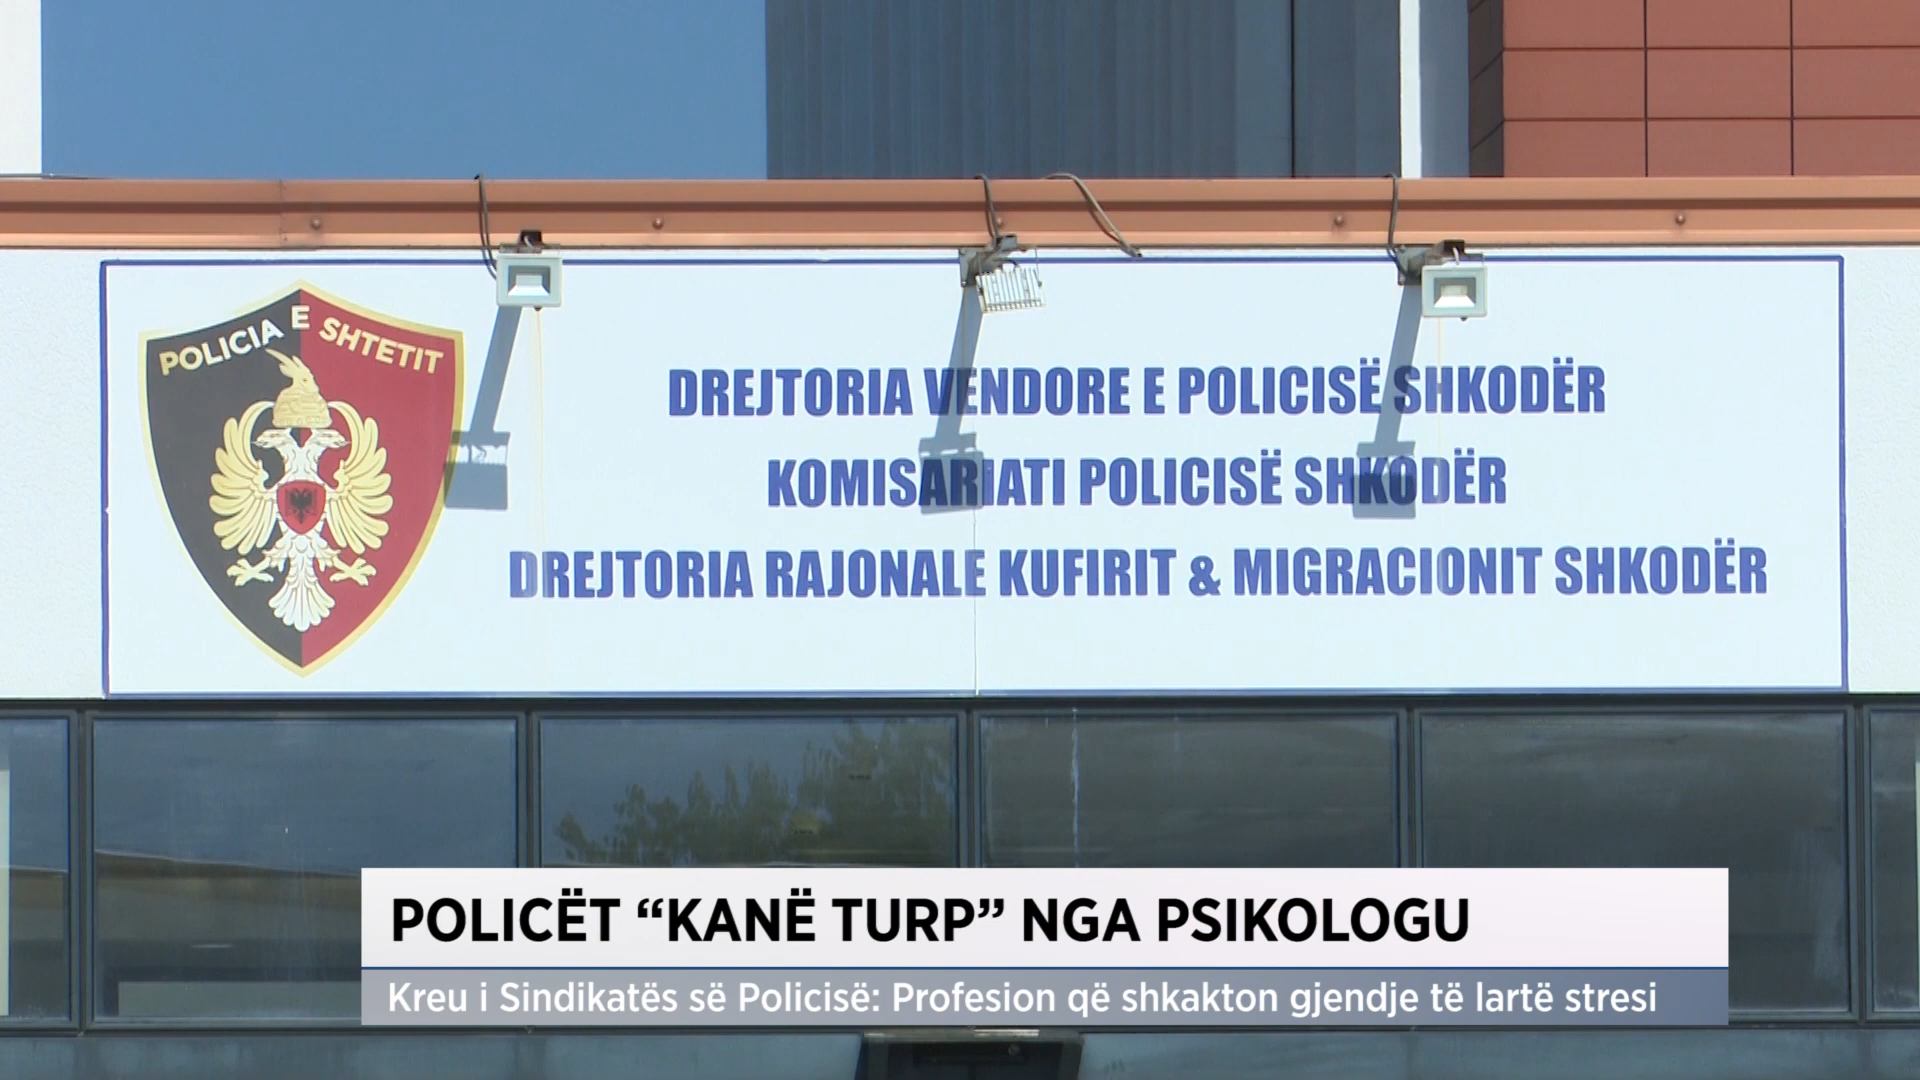 POLICIA E SHTETIT
DREJTORIA VENDORE E POLICISË SHKODËR
KOMISARIATI POLICISË SHKODËR
DREJTORIA RAJONALE KUFIRIT & MIGRACIONIT SHKODËR
POLICËT “KANË TURP” NGA PSIKOLOGU
Kreu i Sindikatës së Policisë: Profesion që shkakton gjendje të lartë stresi